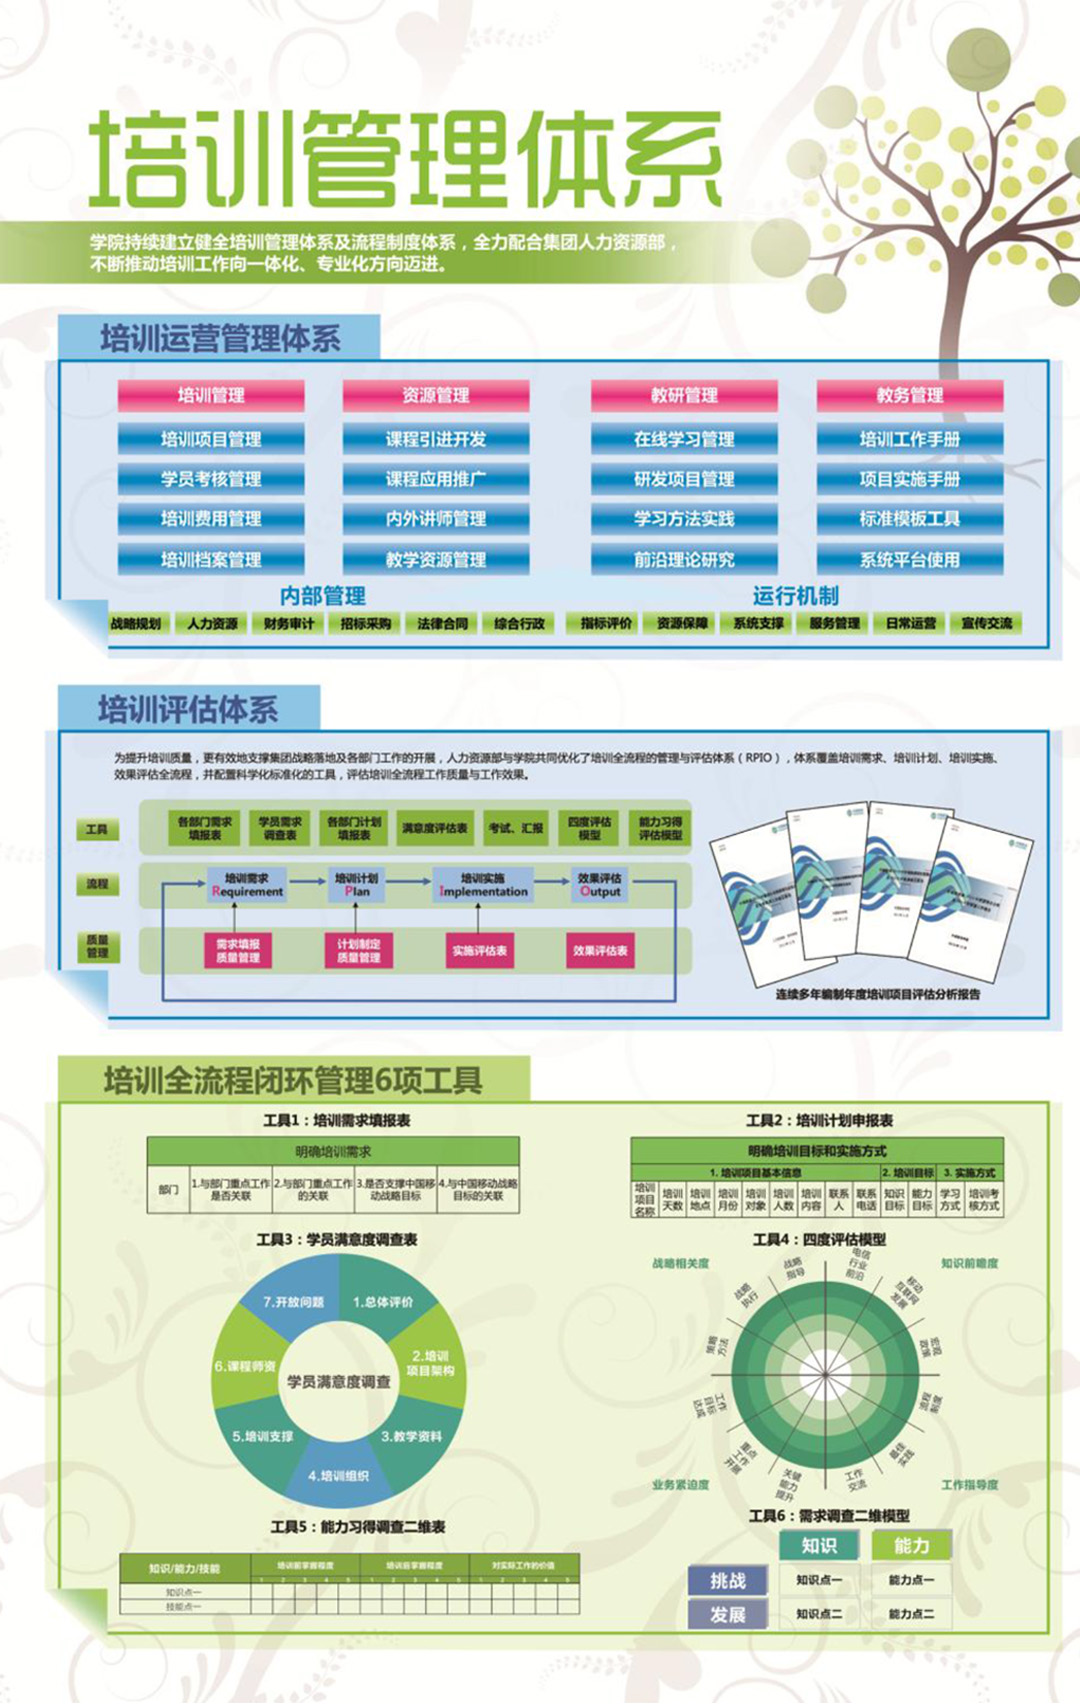 培训管理体系
学院持续建立健全培训管理体系及流程制度体系，全力配合集团人力资源部，
不断推动培训工作向一体化、专业化方向迈进。
培训运营管理体系
培训管理 资源管理 教研管理 教务管理
培训项目管理 课程引进开发 在线学习管理 培训工作手册
学员考核管理 课程应用推广 研发项目管理 项目实施手册
培训费用管理 内外讲师管理 学习方法实践 标准模板工具
培训档案管理 教学资源管理 前沿理论研究 系统平台使用
内部管理 运行机制
战略规划 人力资源 财务审计 招标采购 法律合同 综合行政 指标评价 资源保障 系统支撑 服务管理 日常运营 宣传交流
培训评估体系
为提升培训质量，更有效地支撑集团战略落地及各部门工作的开展，人力资源部与学院共同优化了培训全流程的管理与评估体系（RPIO），体系覆盖培训需求、培训计划、培训实施、
效果评估全流程，并配置科学化标准化的工具，评估培训全流程工作质量与工作效果。
工具
各部门需求
填报表
学员需求
调查表
各部门计划
填报表
满意度评估表
考试、汇报
四度评估
模型
能力习得
评估模型
流程
培训需求
Requirement
培训计划
Plan
培训实施
Implementation
效果评估
Output
质量
管理
需求填报
质量管理
计划制定
质量管理
实施评估表
效果评估表
连续多年编制年度培训项目评估分析报告
培训全流程闭环管理6项工具
工具1：培训需求填报表
明确培训需求
部门
1.与部门重点工作
是否关联
2.与部门重点工作
的关联
3.是否支撑中国移
动战略目标
4.与中国移动战略
目标的关联
工具2：培训计划申报表
明确培训目标和实施方式
1. 培训项目基本信息 2. 培训目标 3. 实施方式
培训
项目
名称
培训
天数
培训
地点
培训
月份
培训
对象
培训
人数
培训
内容
联系
人
联系
电话
知识
目标
能力
目标
学习
方式
培训考
核方式
工具3：学员满意度调查表
7.开放问题
1.总体评价
6.课程师资
2.培训
项目架构
学员满意度调查
5.培训支撑
3.教学资料
4.培训组织
工具4：四度评估模型
战略相关度
知识前瞻度
战略
指导
电信
行业
前沿
战略
执行
移动
互联网
发展
策略
方法
宏观
政策
工作
目标
达成
流程
制度
重点
工作
开展
最佳
实践
关键
能力
提升
工作
交流
业务紧迫度
工作指导度
工具5：能力习得调查二维表
知识/能力/技能 培训前掌握程度 培训后掌握程度 对实际工作的价值
1 2 3 4 5 1 2 3 4 5 1 2 3 4 5
知识点一
技能点一
工具6：需求调查二维模型
知识 能力
挑战 知识点一 能力点一
发展 知识点二 能力点二